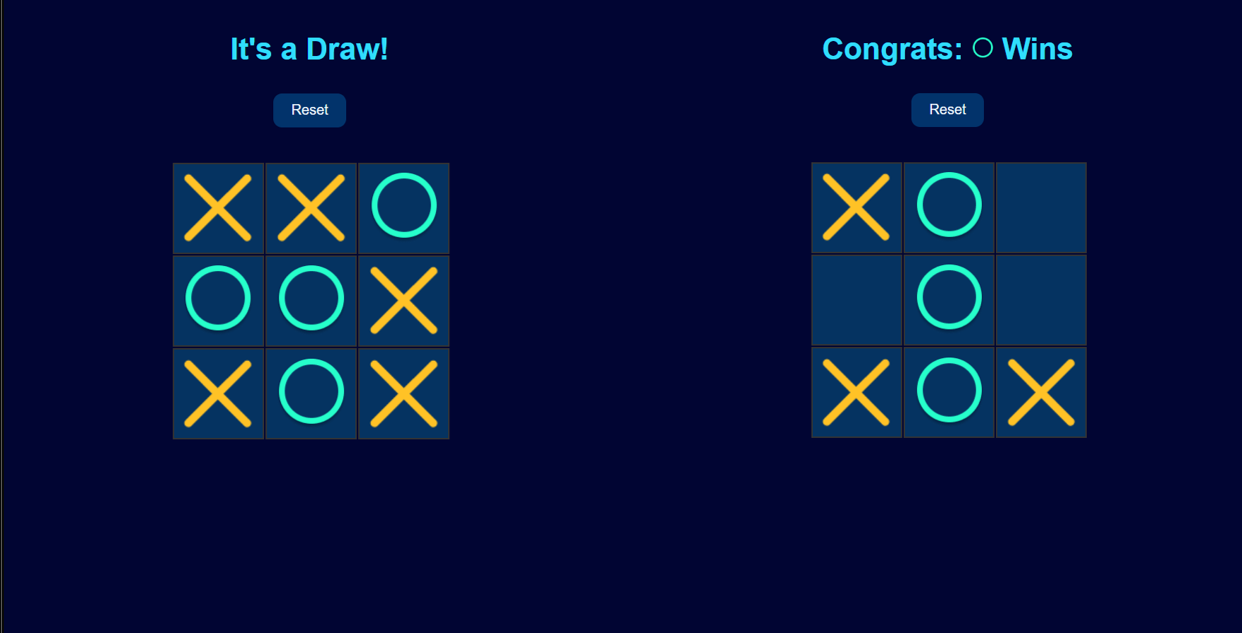 It's a Draw!
Reset
Congrats: O Wins
Reset
X X O
O O X
X O X
X O
O
X O X